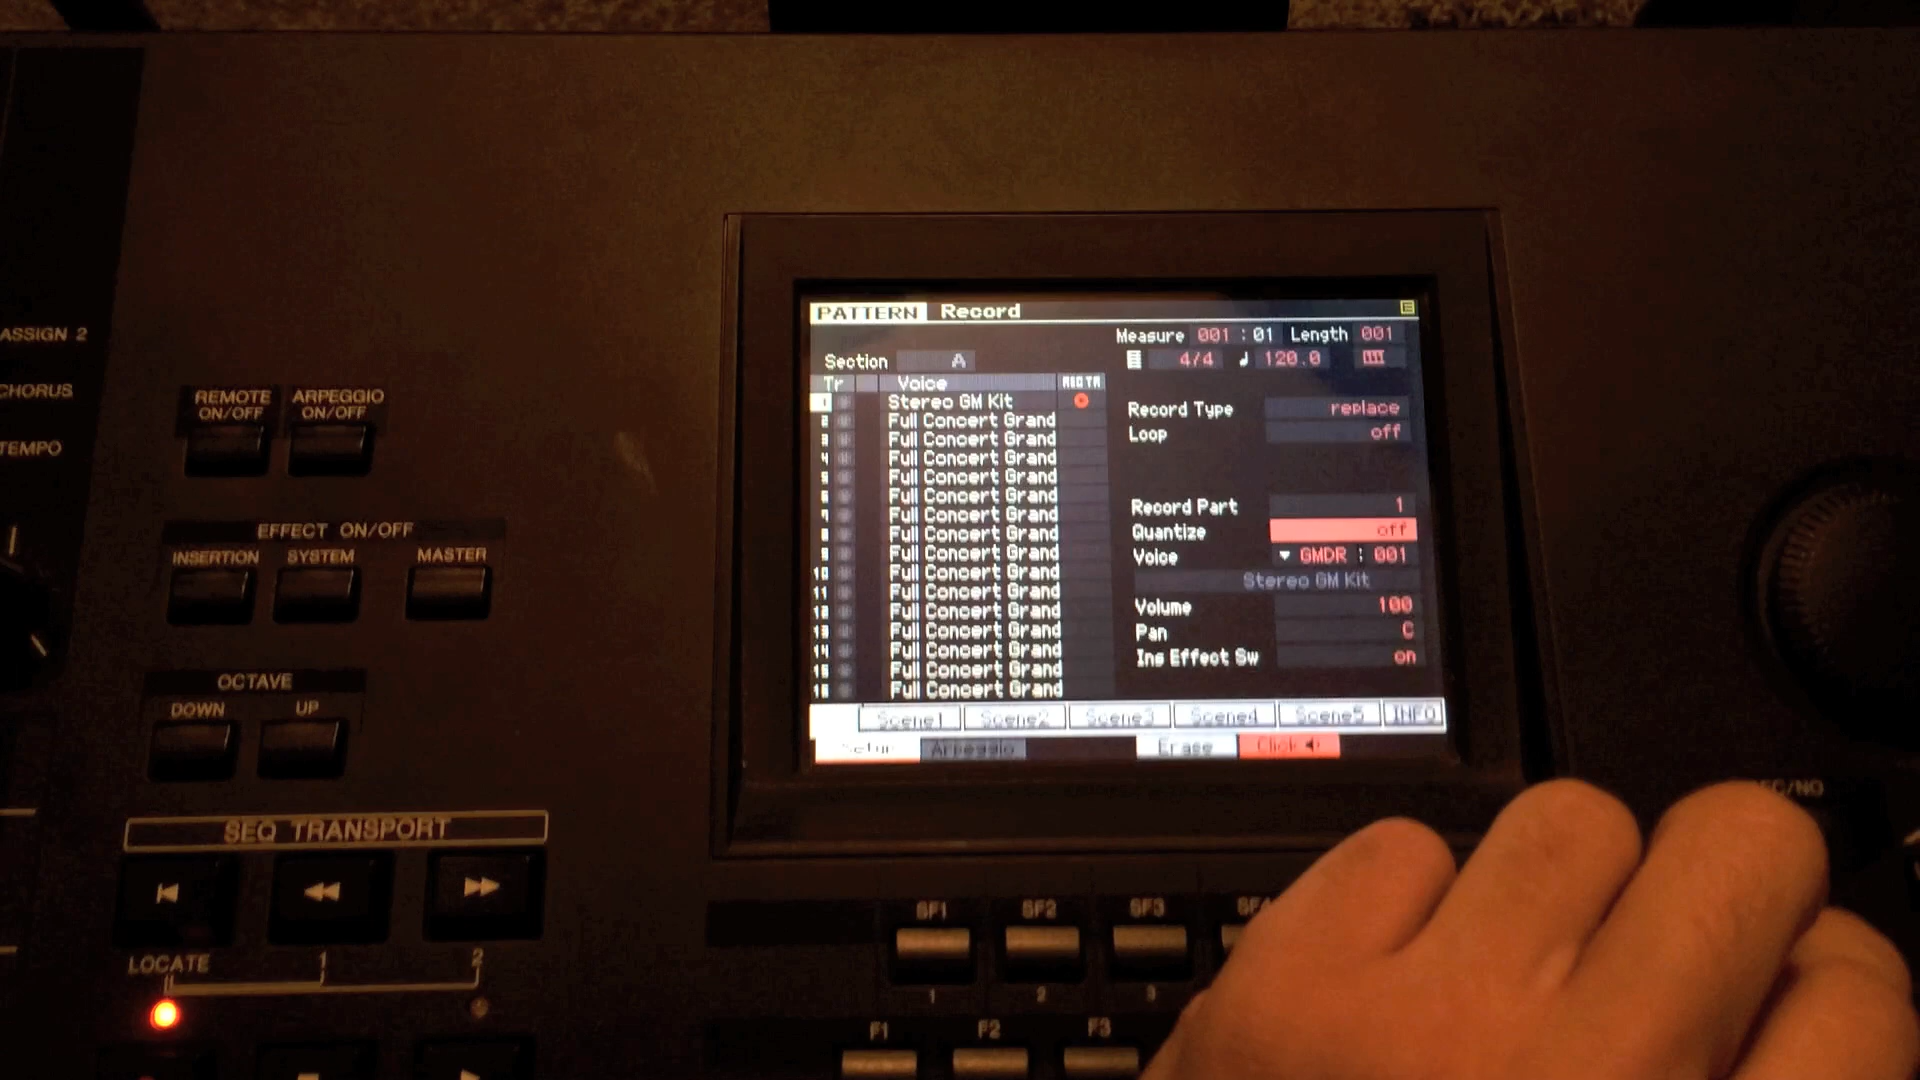 PATTERN Record
Measure 001 : 01 Length 001
Section A
4/4 120.0
Tr Voice REC TR
1 Stereo GM Kit
2 Full Concert Grand
3 Full Concert Grand
4 Full Concert Grand
5 Full Concert Grand
6 Full Concert Grand
7 Full Concert Grand
8 Full Concert Grand
9 Full Concert Grand
10 Full Concert Grand
11 Full Concert Grand
12 Full Concert Grand
13 Full Concert Grand
14 Full Concert Grand
15 Full Concert Grand
16 Full Concert Grand
Record Type replace
Loop off
Record Part 1
Quantize off
Voice GMDR : 001
Stereo GM Kit
Volume 100
Pan C
Ins Effect Sw on
Scene1 Scene2 Scene3 Scene4 Scene5 INFO
Setup Arpeggio Erase Click
ASSIGN 2
CHORUS
TEMPO
REMOTE ON/OFF
ARPEGGIO ON/OFF
EFFECT ON/OFF
INSERTION SYSTEM MASTER
OCTAVE
DOWN UP
SEQ TRANSPORT
LOCATE 1 2
SF1 SF2 SF3
1 2 3
F1 F2 F3
/NO